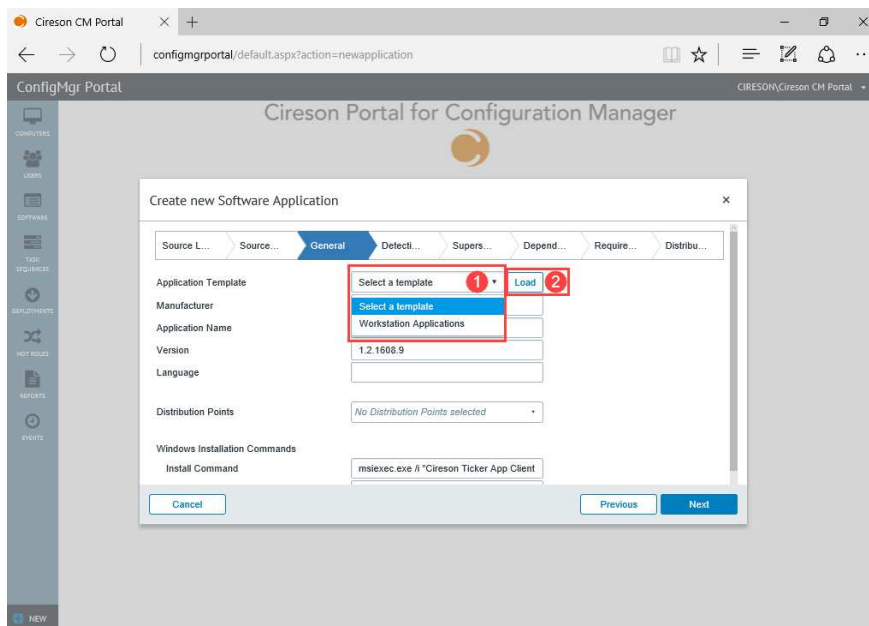 Cireson CM Portal
configmgrportal/default.aspx?action=newapplication
ConfigMgr Portal
CIRESON\Cireson CM Portal
Cireson Portal for Configuration Manager
COMPUTERS
USERS
SOFTWARE
TASK
SEQUENCES
DEPLOYMENTS
HOT ROLES
REPORTS
EVENTS
NEW
Create new Software Application
Source L...
Source...
General
Detecti...
Supers...
Depend...
Require...
Distribu...
Application Template
Select a template
1
Load
2
Select a template
Workstation Applications
Manufacturer
Application Name
Version
1.2.1608.9
Language
Distribution Points
No Distribution Points selected
Windows Installation Commands
Install Command
msiexec.exe /i "Cireson Ticker App Client
Cancel
Previous
Next